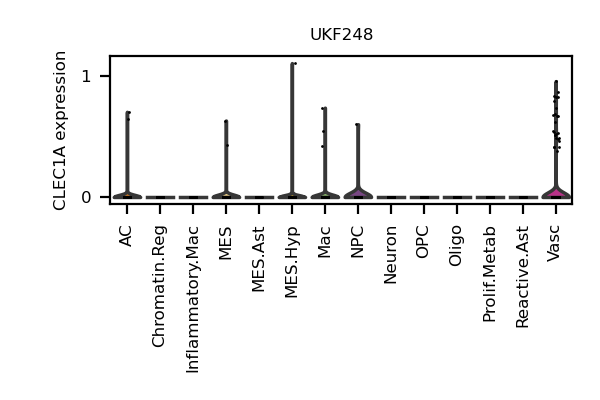 UKF248
CLEC1A expression
1
0
AC
Chromatin.Reg
Inflammatory.Mac
MES
MES.Ast
MES.Hyp
Mac
NPC
Neuron
OPC
Oligo
Prolif.Metab
Reactive.Ast
Vasc